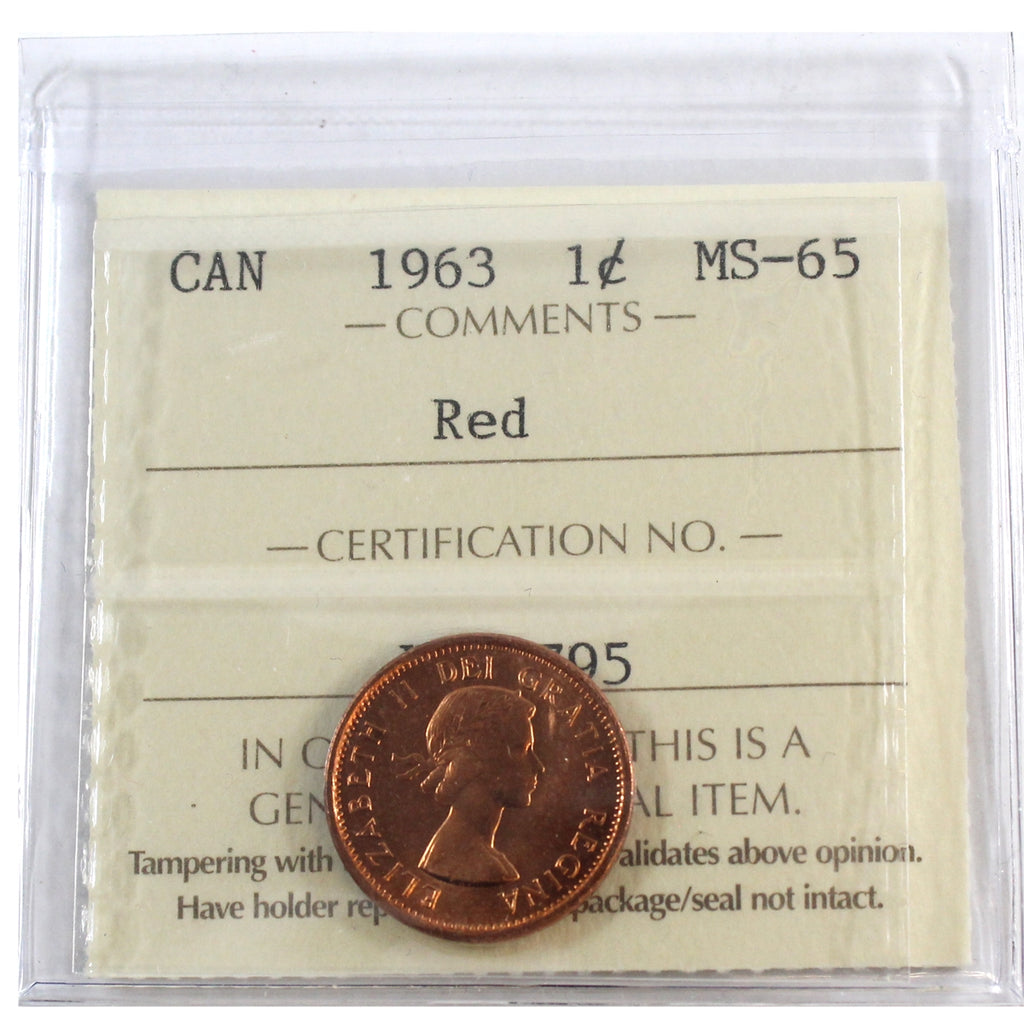 CAN 1963 1¢ MS-65
— COMMENTS —
Red
— CERTIFICATION NO. —
795
IN O THIS IS A
GEN AL ITEM.
Tampering with alidates above opinion.
Have holder rep package/seal not intact.
ELIZABETH II DEI GRATIA REGINA